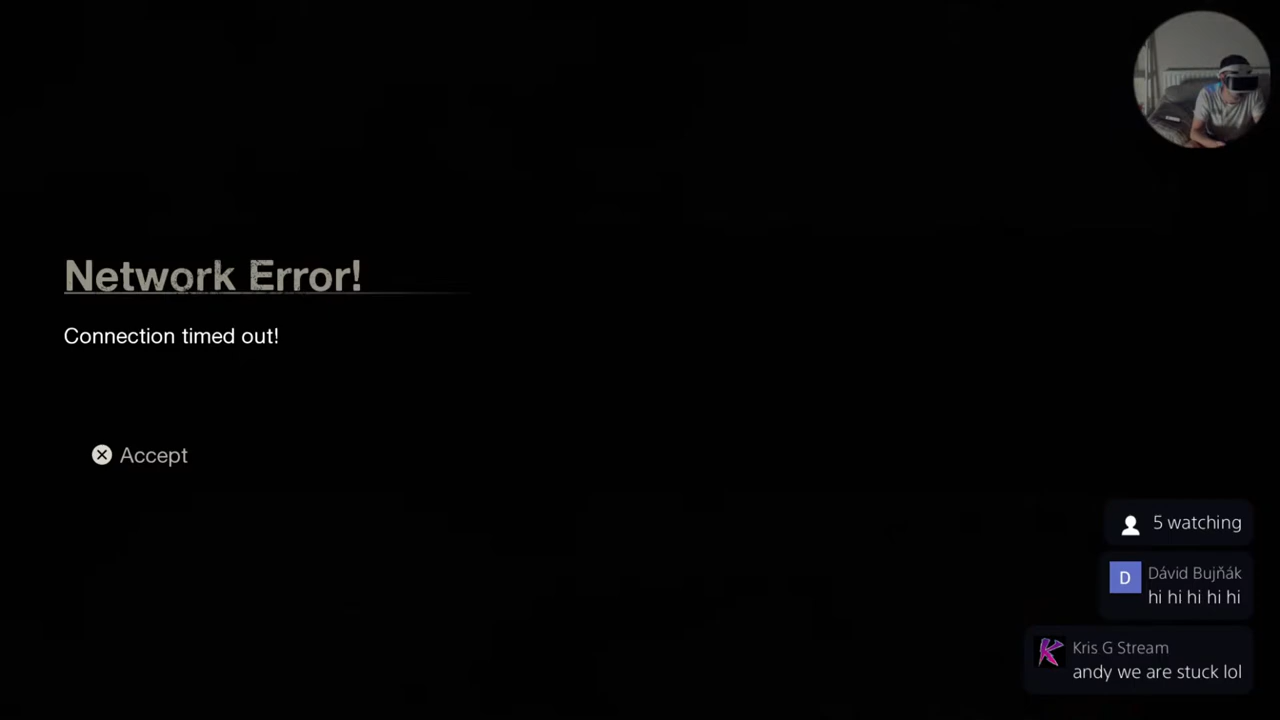 Network Error!
Connection timed out!
Accept
5 watching
D
Dávid Bujňák
hi hi hi hi hi
Kris G Stream
andy we are stuck lol